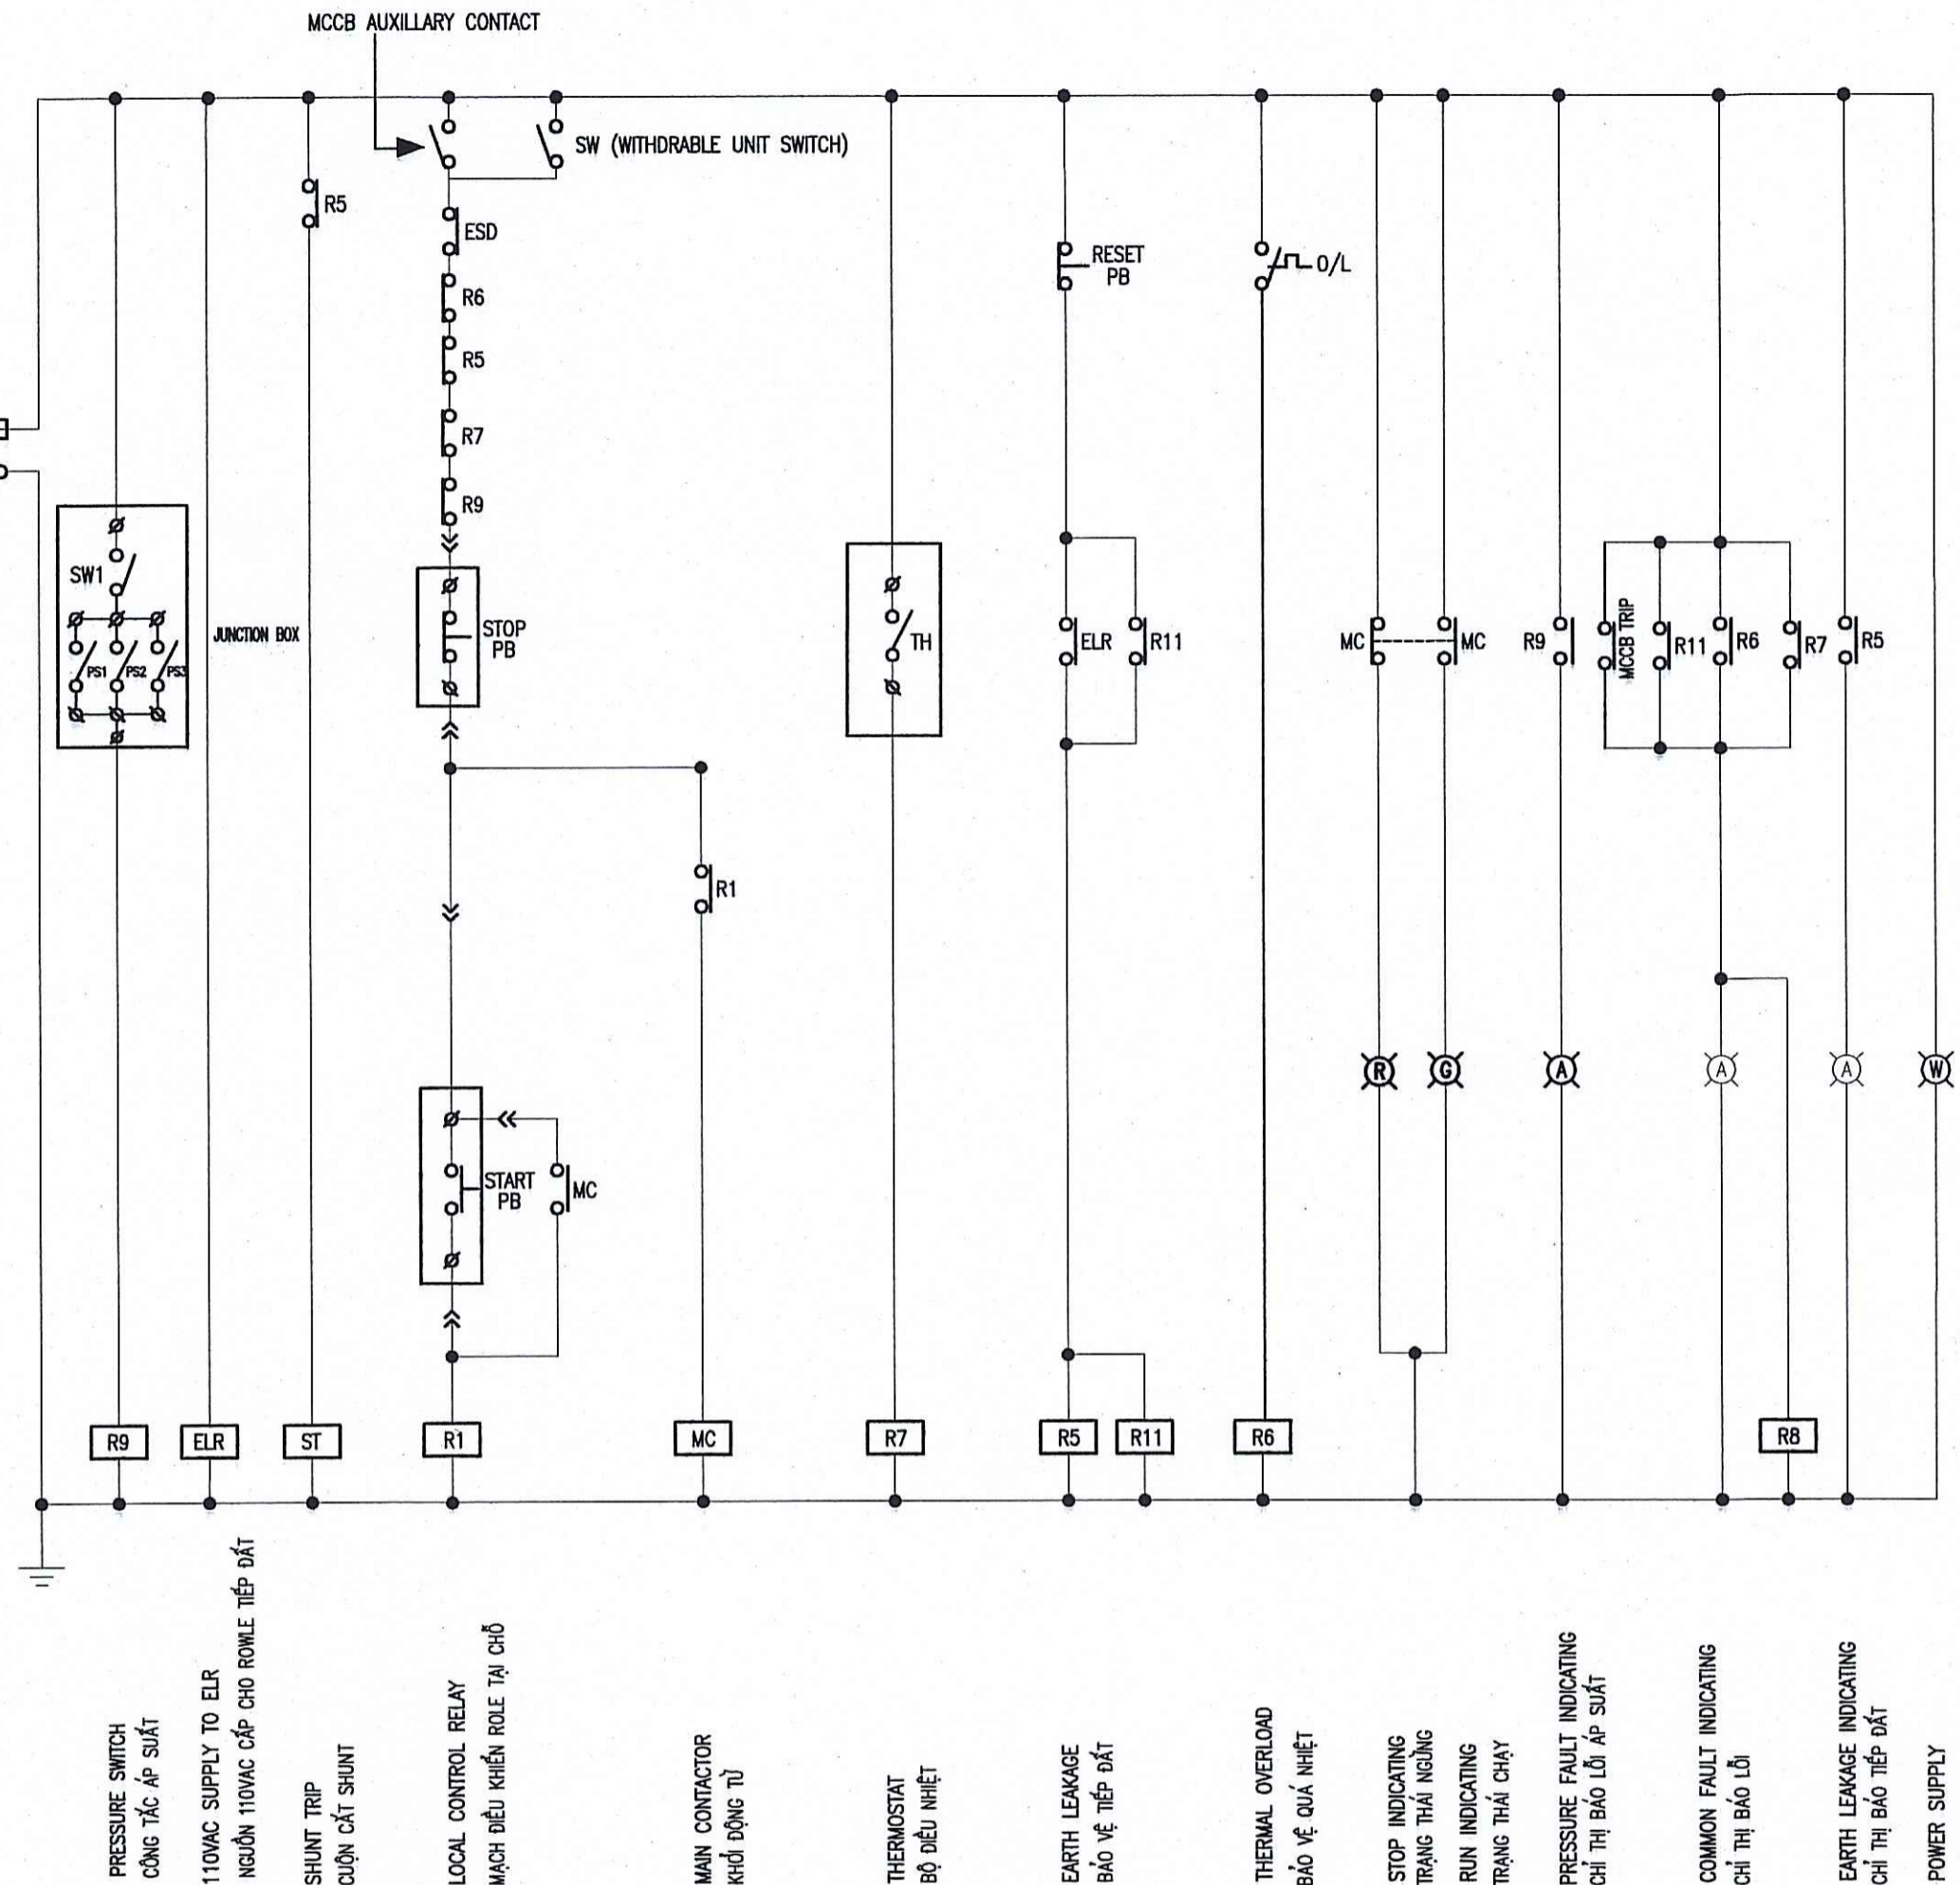 MCCB AUXILLARY CONTACT
SW (WITHDRABLE UNIT SWITCH)
R5
ESD
R6
R5
R7
R9
RESET
PB
O/L
SW1
PS1
PS2
PS3
JUNCTION BOX
STOP
PB
TH
ELR
R11
MC
MC
R9
MCCB TRIP
R11
R6
R7
R5
R1
R
G
A
A
A
W
START
PB
MC
R9
ELR
ST
R1
MC
R7
R5
R11
R6
R8
PRESSURE SWITCH
CÔNG TẮC ÁP SUẤT
110VAC SUPPLY TO ELR
NGUỒN 110VAC CẤP CHO ROWLE TIẾP ĐẤT
SHUNT TRIP
CUỘN CẮT SHUNT
LOCAL CONTROL RELAY
MẠCH ĐIỀU KHIỂN ROLE TẠI CHỖ
MAIN CONTACTOR
KHỞI ĐỘNG TỪ
THERMOSTAT
BỘ ĐIỀU NHIỆT
EARTH LEAKAGE
BẢO VỆ TIẾP ĐẤT
THERMAL OVERLOAD
BẢO VỆ QUÁ NHIỆT
STOP INDICATING
TRẠNG THÁI NGỪNG
RUN INDICATING
TRẠNG THÁI CHẠY
PRESSURE FAULT INDICATING
CHỈ THỊ BÁO LỖI ÁP SUẤT
COMMON FAULT INDICATING
CHỈ THỊ BÁO LỖI
EARTH LEAKAGE INDICATING
CHỈ THỊ BÁO TIẾP ĐẤT
POWER SUPPLY